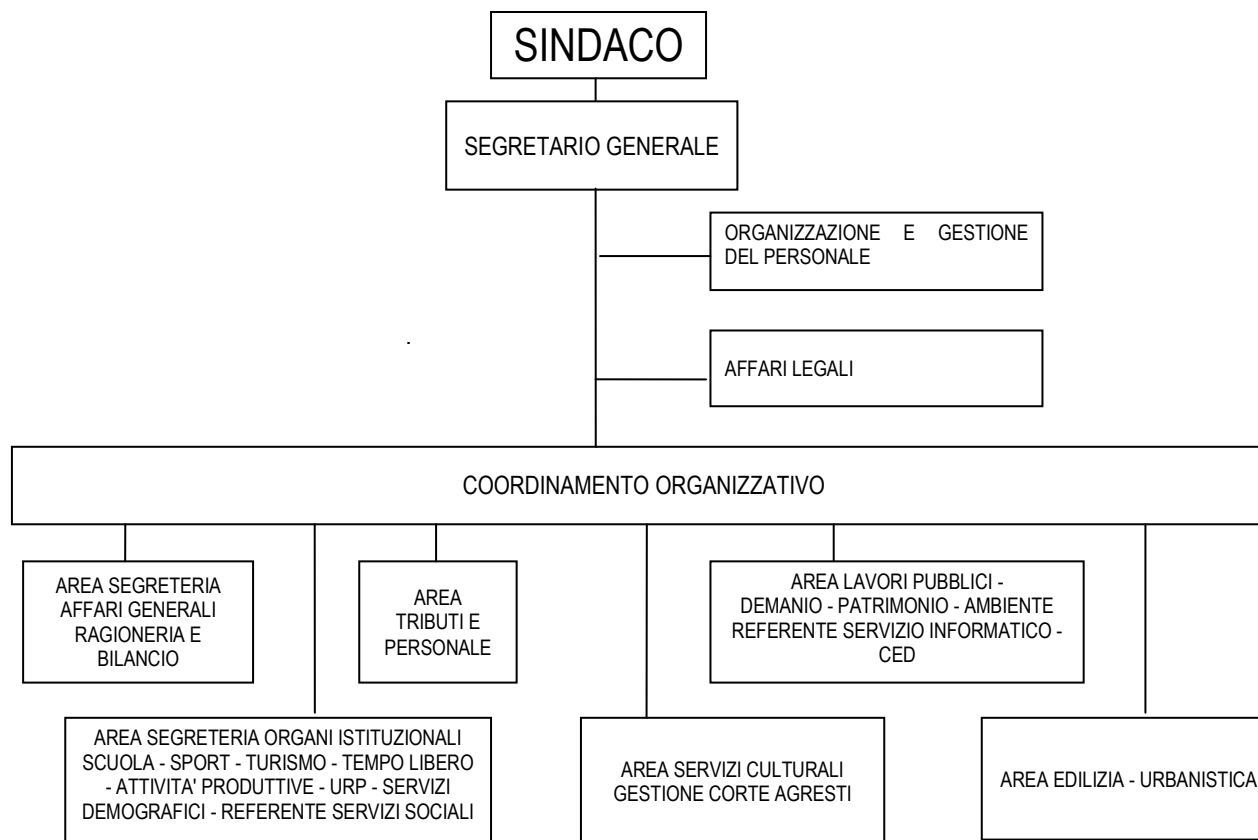 SINDACO
SEGRETARIO GENERALE
ORGANIZZAZIONE E GESTIONE
DEL PERSONALE
AFFARI LEGALI
COORDINAMENTO ORGANIZZATIVO
AREA SEGRETERIA
AFFARI GENERALI
RAGIONERIA E
BILANCIO
AREA
TRIBUTI E
PERSONALE
AREA LAVORI PUBBLICI -
DEMANIO - PATRIMONIO - AMBIENTE
REFERENTE SERVIZIO INFORMATICO -
CED
AREA SEGRETERIA ORGANI ISTITUZIONALI
SCUOLA - SPORT - TURISMO - TEMPO LIBERO
- ATTIVITA' PRODUTTIVE - URP - SERVIZI
DEMOGRAFICI - REFERENTE SERVIZI SOCIALI
AREA SERVIZI CULTURALI
GESTIONE CORTE AGRESTI
AREA EDILIZIA - URBANISTICA